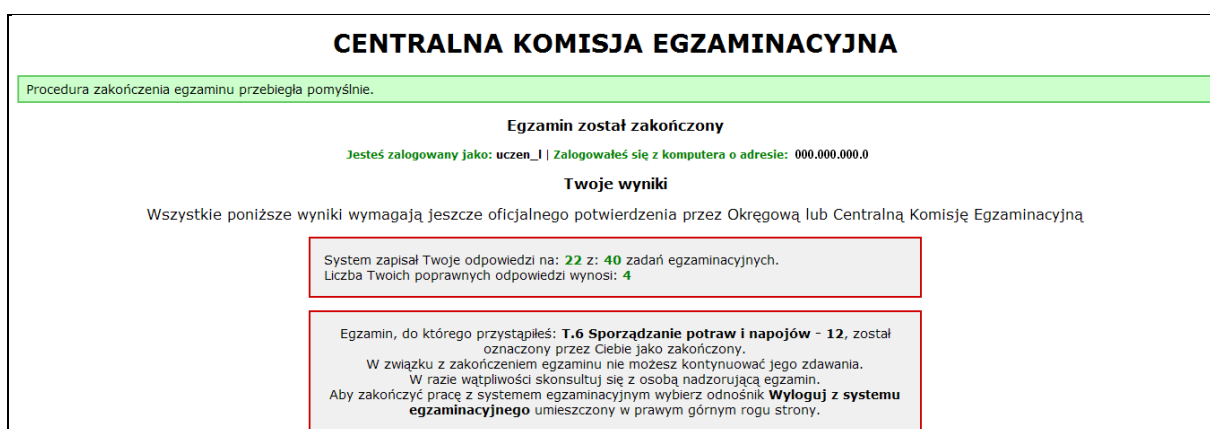 CENTRALNA KOMISJA EGZAMINACYJNA
Procedura zakończenia egzaminu przebiegła pomyślnie.
Egzamin został zakończony
Jesteś zalogowany jako: uczen_l | Zalogowałeś się z komputera o adresie: 000.000.000.0
Twoje wyniki
Wszystkie poniższe wyniki wymagają jeszcze oficjalnego potwierdzenia przez Okręgową lub Centralną Komisję Egzaminacyjną
System zapisał Twoje odpowiedzi na: 22 z: 40 zadań egzaminacyjnych.
Liczba Twoich poprawnych odpowiedzi wynosi: 4
Egzamin, do którego przystąpiłeś: T.6 Sporządzanie potraw i napojów - 12, został
oznaczony przez Ciebie jako zakończony.
W związku z zakończeniem egzaminu nie możesz kontynuować jego zdawania.
W razie wątpliwości skonsultuj się z osobą nadzorującą egzamin.
Aby zakończyć pracę z systemem egzaminacyjnym wybierz odnośnik Wyloguj z systemu
egzaminacyjnego umieszczony w prawym górnym rogu strony.